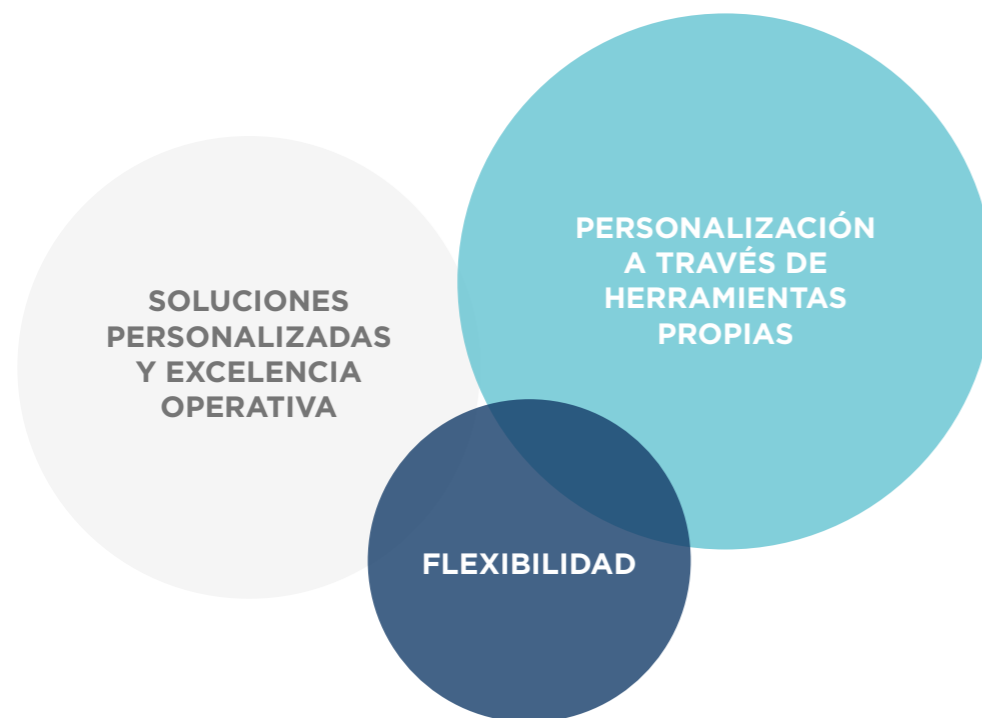 SOLUCIONES
PERSONALIZADAS
Y EXCELENCIA
OPERATIVA
PERSONALIZACIÓN
A TRAVÉS DE
HERRAMIENTAS
PROPIAS
FLEXIBILIDAD